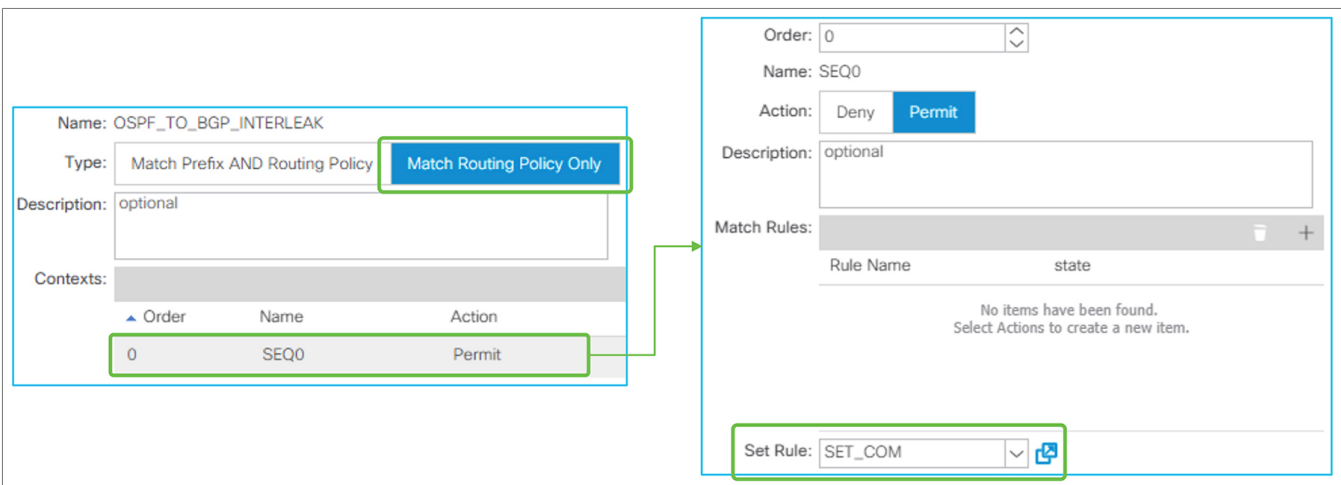 Name: OSPF_TO_BGP_INTERLEAK
Type: Match Prefix AND Routing Policy Match Routing Policy Only
Description: optional
Contexts:
Order Name Action
0 SEQ0 Permit
Order: 0
Name: SEQ0
Action: Deny Permit
Description: optional
Match Rules:
Rule Name state
No items have been found.
Select Actions to create a new item.
Set Rule: SET_COM